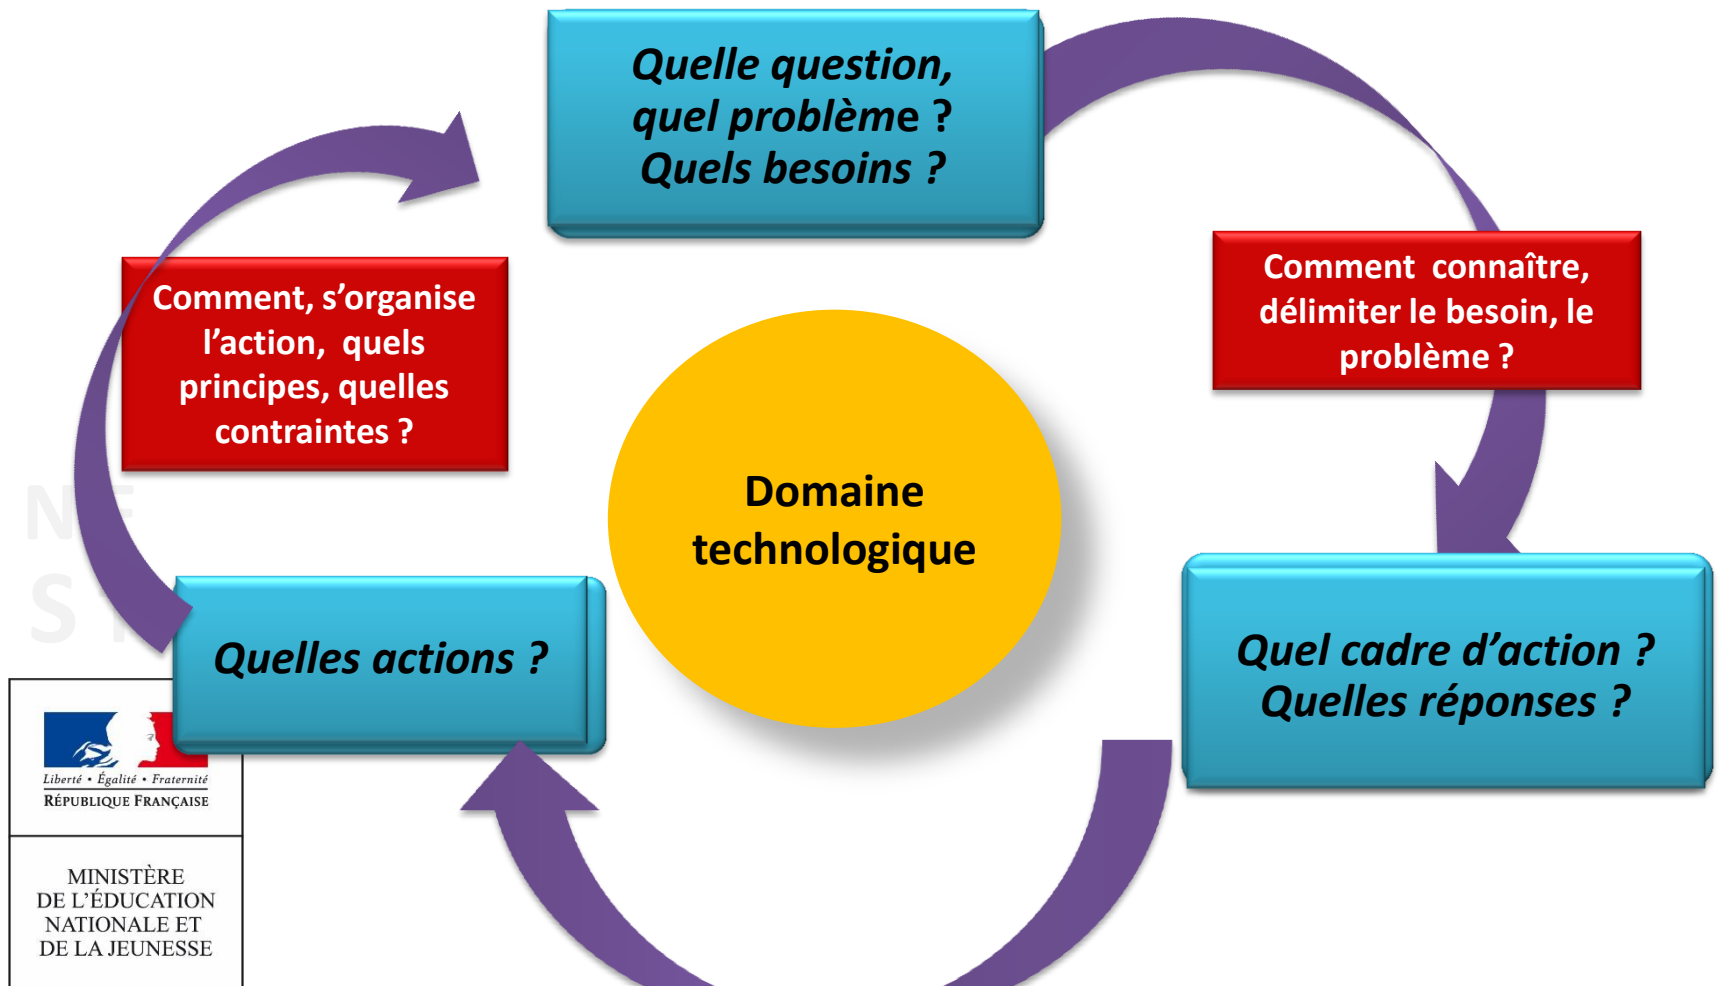 Quelle question,
quel problème ?
Quels besoins ?
Comment connaître,
délimiter le besoin, le
problème ?
Comment, s’organise
l’action, quels
principes, quelles
contraintes ?
Domaine
technologique
Quelles actions ?
Quel cadre d’action ?
Quelles réponses ?
Liberté • Égalité • Fraternité
RÉPUBLIQUE FRANÇAISE
MINISTÈRE
DE L’ÉDUCATION
NATIONALE ET
DE LA JEUNESSE